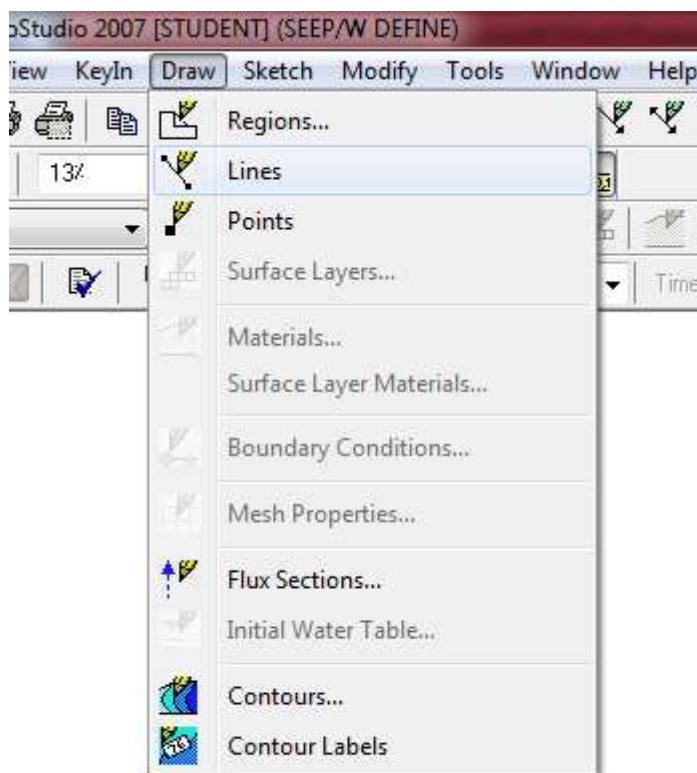 oStudio 2007 [STUDENT] (SEEP/W DEFINE)
iew KeyIn Draw Sketch Modify Tools Window Help
Regions...
13% Lines
Points
Surface Layers... Time
Materials...
Surface Layer Materials...
Boundary Conditions...
Mesh Properties...
Flux Sections...
Initial Water Table...
Contours...
Contour Labels